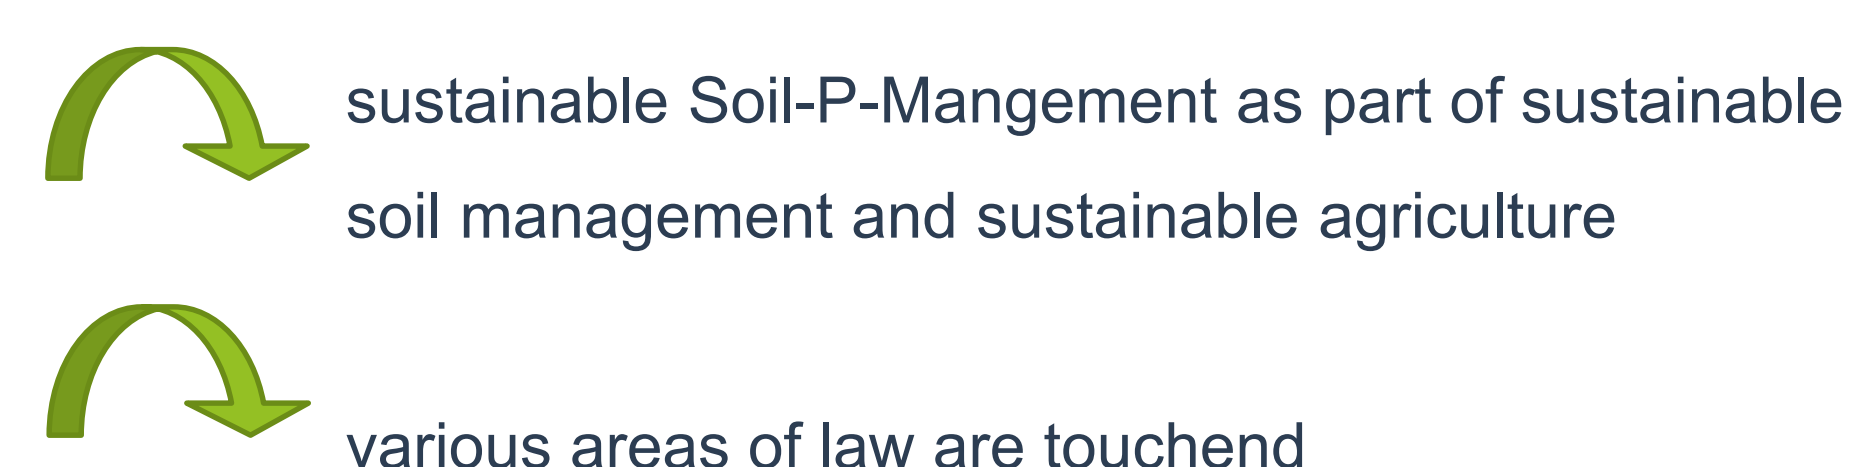 sustainable Soil-P-Mangement as part of sustainable
soil management and sustainable agriculture
various areas of law are touchend